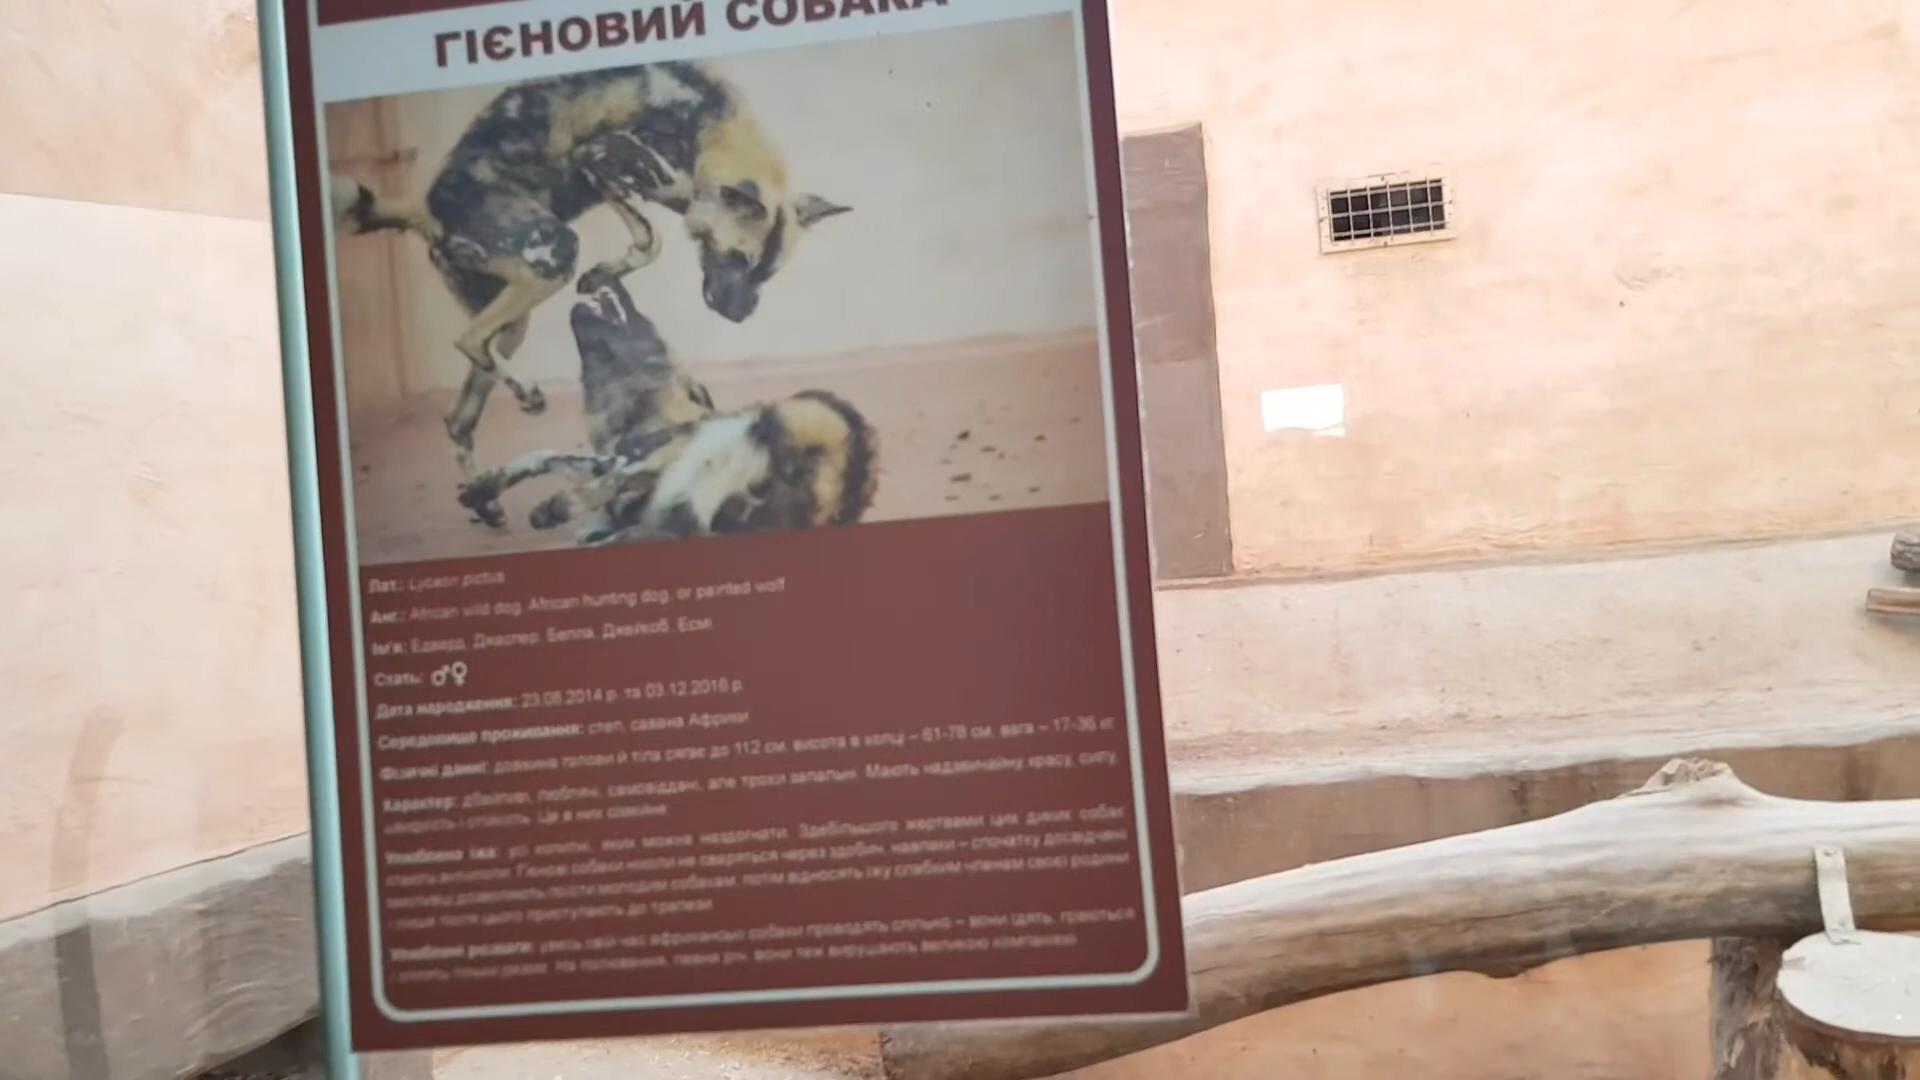 ГІЄНОВИЙ СОБАКА
Лат.: Lycaon pictus
Анг.: African wild dog, African hunting dog, or painted wolf
Ім'я: Едвард, Джаспер, Белла, Джейкоб, Есмі
Стать: ♂♀
Дата народження: 23.08.2014 р. та 03.12.2016 р.
Середовище проживання: степ, савана Африки
Фізичні данні: довжина голови й тіла сягає до 112 см, висота в холці – 61-78 см, вага – 17-36 кг
Характер: дбайливі, люблячі, самовіддані, але трохи запальні. Мають надзвичайну красу, силу,
швидкість і стійкість. Це в них сімейне
Улюблена їжа: усі копитні, яких можна наздогнати. Здебільшого жертвами цих диких собак
стають антилопи. Гієнові собаки ніколи не сваряться через здобич, навпаки – спочатку досвідчені
мисливці дозволяють поїсти молодим собакам, потім відносять їжу слабким членам своєї родини
і лише після цього приступають до трапези
Улюблені розваги: увесь свій час африканські собаки проводять спільно – вони їдять, граються
і сплять тільки разом. На полювання, певна річ, вони теж вирушають великою компанією